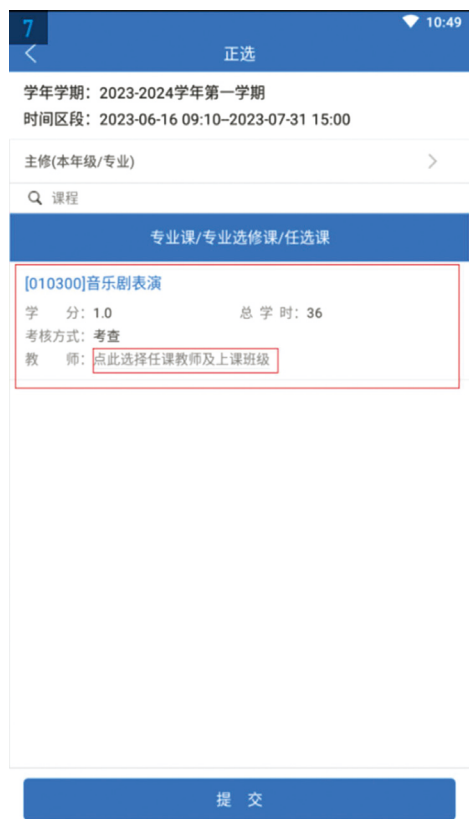 7
10:49
正选
学年学期：2023-2024学年第一学期
时间区段：2023-06-16 09:10--2023-07-31 15:00
主修(本年级/专业)
课程
专业课/专业选修课/任选课
[010300]音乐剧表演
学 分：1.0 总 学 时：36
考核方式：考查
教 师：点此选择任课教师及上课班级
提 交